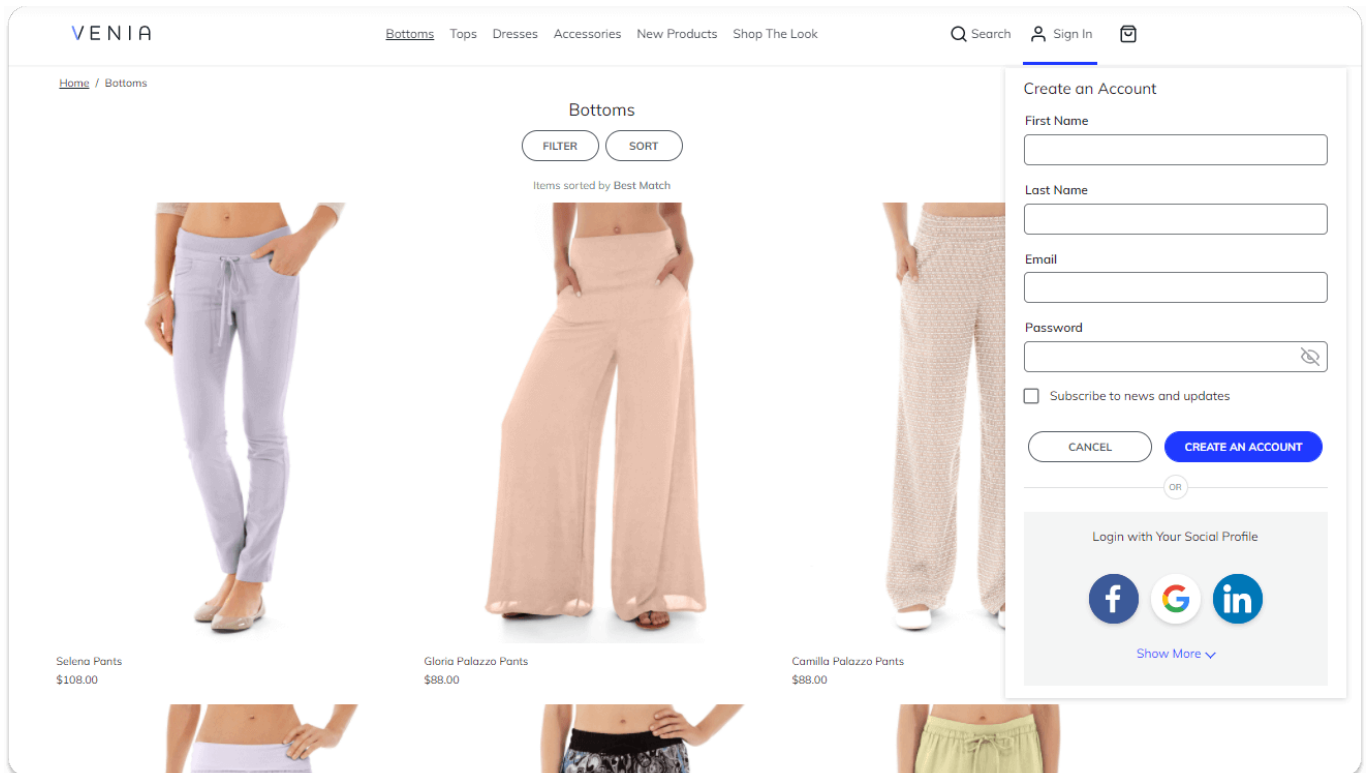 VENIA
Bottoms Tops Dresses Accessories New Products Shop The Look
Search Sign In
Home / Bottoms
Bottoms
FILTER SORT
Items sorted by Best Match
Selena Pants
$108.00
Gloria Palazzo Pants
$88.00
Camilla Palazzo Pants
$88.00
Create an Account
First Name
Last Name
Email
Password
Subscribe to news and updates
CANCEL CREATE AN ACCOUNT
OR
Login with Your Social Profile
f G in
Show More